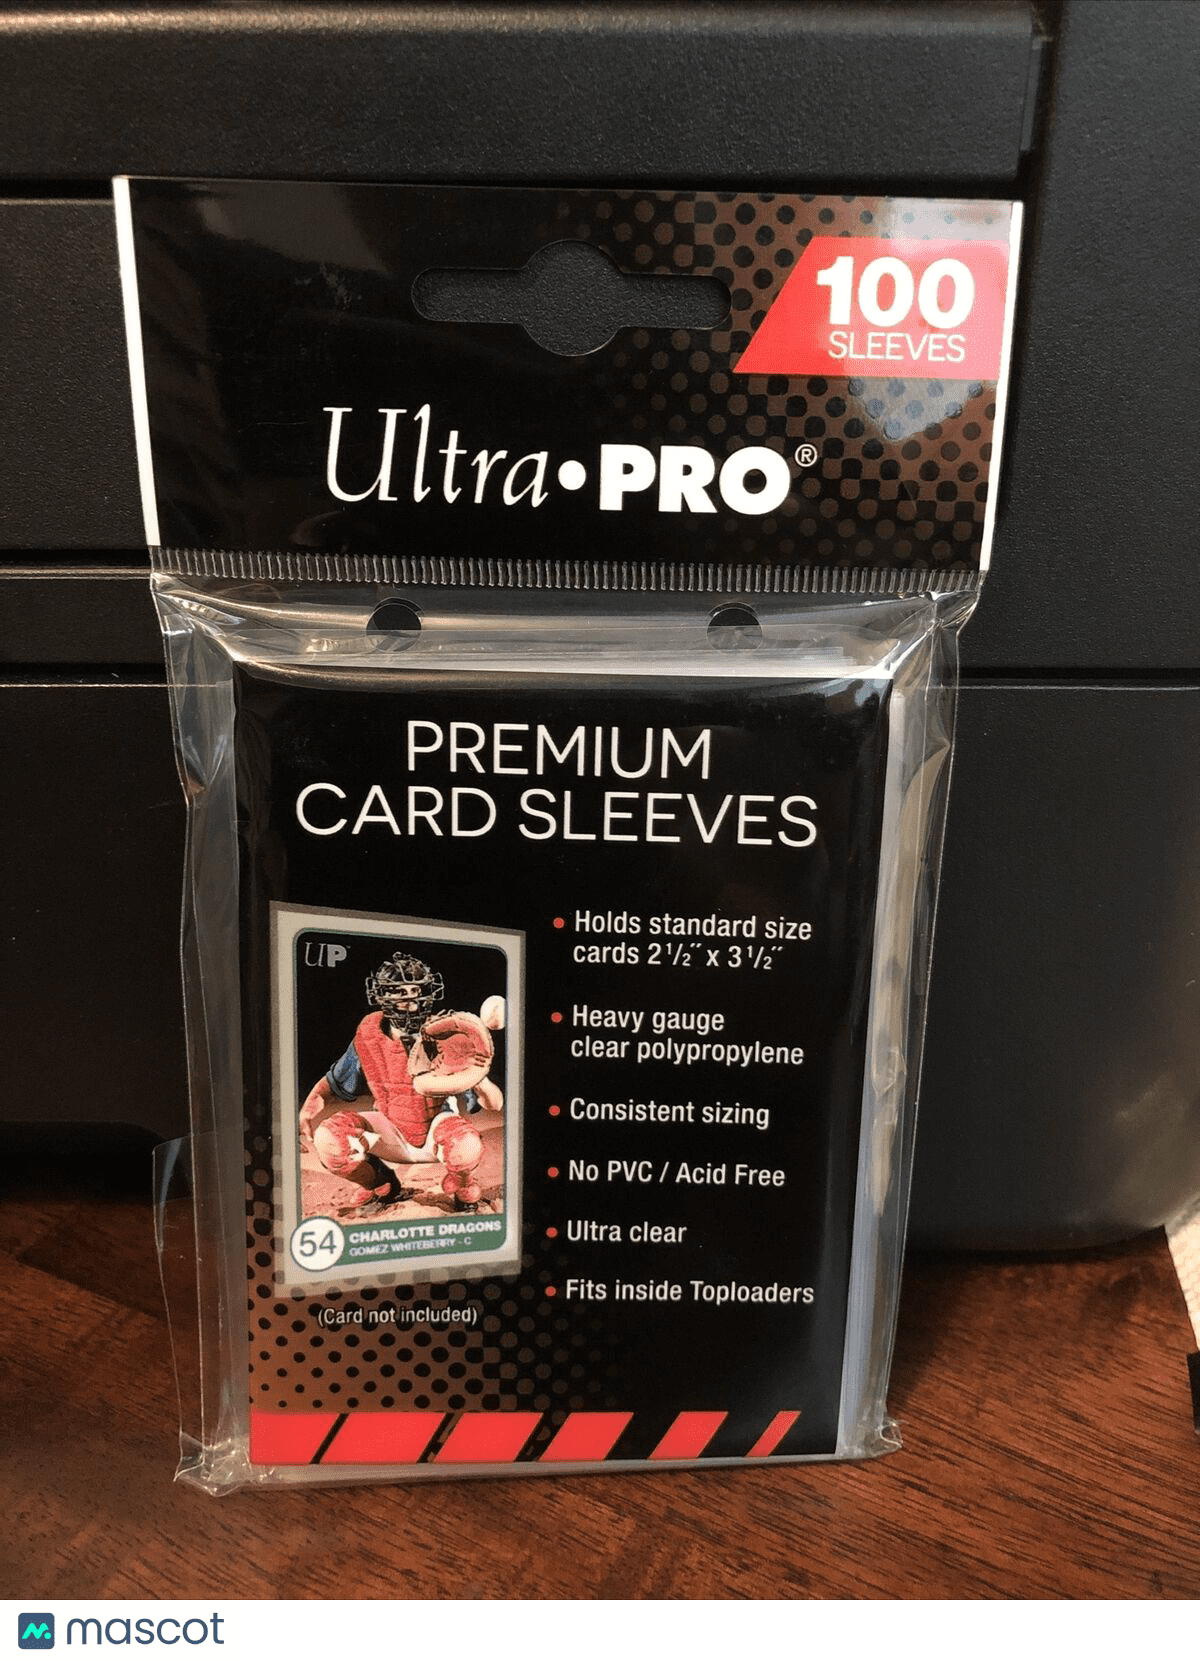 100
SLEEVES
Ultra•PRO®
PREMIUM
CARD SLEEVES
• Holds standard size
cards 2 1/2″ x 3 1/2″
• Heavy gauge
clear polypropylene
• Consistent sizing
• No PVC / Acid Free
• Ultra clear
• Fits inside Toploaders
UP™
54
CHARLOTTE DRAGONS
GOMEZ WHITEBERRY - C
(Card not included)
mascot